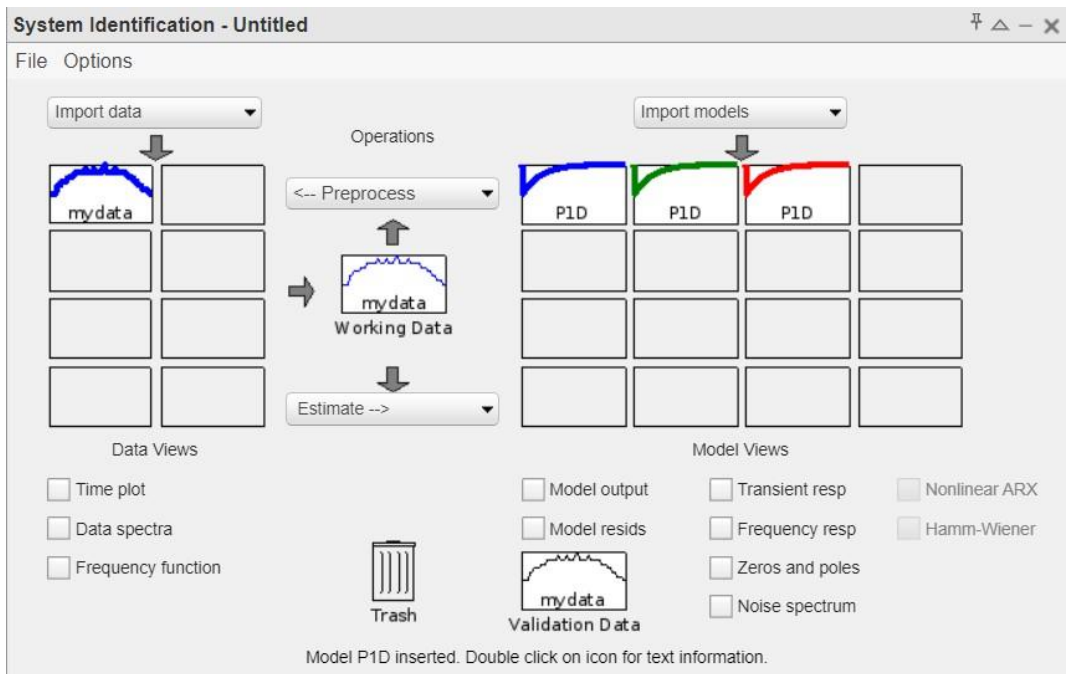 System Identification - Untitled
File Options
Import data
Import models
Operations
<-- Preprocess
mydata
P1D
P1D
P1D
mydata
Working Data
Estimate -->
Data Views
Model Views
Time plot
Model output
Transient resp
Nonlinear ARX
Data spectra
Model resids
Frequency resp
Hamm-Wiener
Frequency function
Zeros and poles
mydata
Noise spectrum
Trash
Validation Data
Model P1D inserted. Double click on icon for text information.